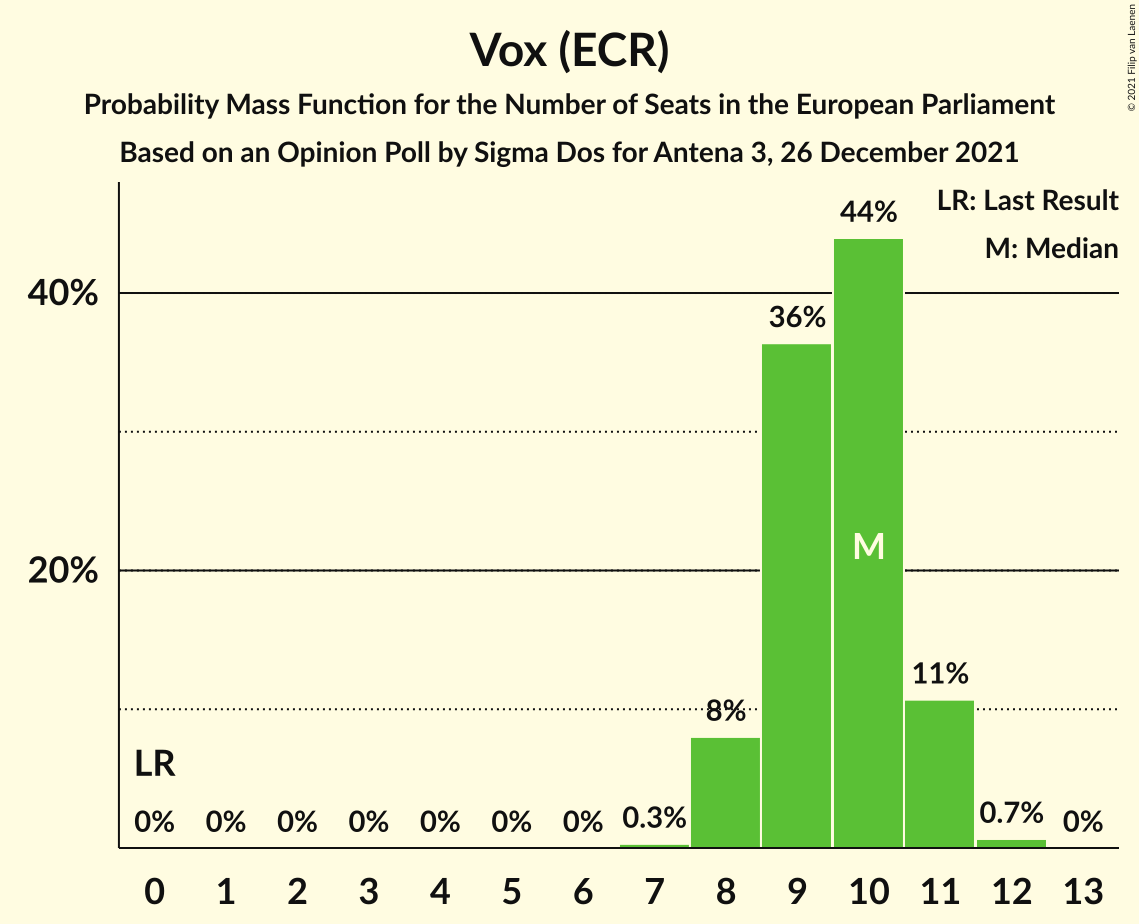 Vox (ECR)
Probability Mass Function for the Number of Seats in the European Parliament
Based on an Opinion Poll by Sigma Dos for Antena 3, 26 December 2021
© 2021 Filip van Laenen
LR: Last Result
M: Median
44%
40%
36%
M
20%
11%
8%
LR
0% 0% 0% 0% 0% 0% 0% 0.3% 0.7% 0%
0 1 2 3 4 5 6 7 8 9 10 11 12 13